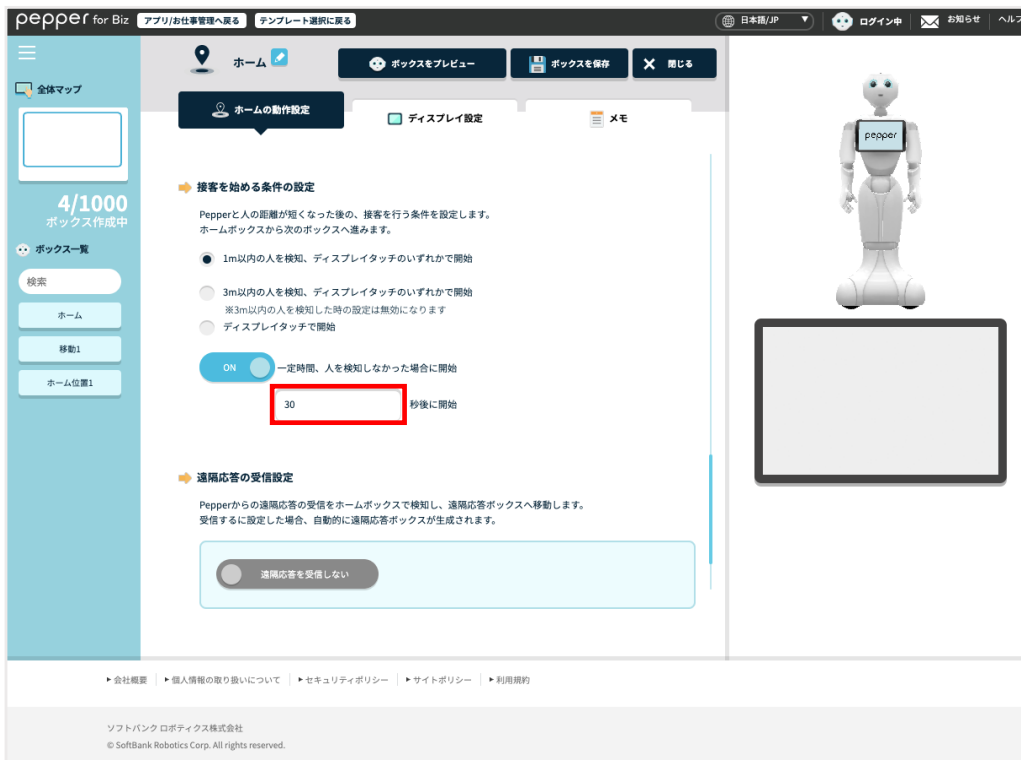 pepper for Biz アプリ/お仕事管理へ戻る テンプレート選択に戻る 日本語/JP ▼ ログイン中 お知らせ ヘルプ
全体マップ
4/1000
ボックス作成中
ボックス一覧
検索
ホーム
移動1
ホーム位置1
ホーム ボックスをプレビュー ボックスを保存 閉じる
ホームの動作設定 ディスプレイ設定 メモ
接客を始める条件の設定
Pepperと人の距離が短くなった後の、接客を行う条件を設定します。
ホームボックスから次のボックスへ進みます。
1m以内の人を検知、ディスプレイタッチのいずれかで開始
3m以内の人を検知、ディスプレイタッチのいずれかで開始
※3m以内の人を検知した時の設定は無効になります
ディスプレイタッチで開始
ON 一定時間、人を検知しなかった場合に開始
30 秒後に開始
遠隔応答の受信設定
Pepperからの遠隔応答の受信をホームボックスで検知し、遠隔応答ボックスへ移動します。
受信するに設定した場合、自動的に遠隔応答ボックスが生成されます。
遠隔応答を受信しない
pepper
会社概要 個人情報の取り扱いについて セキュリティポリシー サイトポリシー 利用規約
ソフトバンク ロボティクス株式会社
© SoftBank Robotics Corp. All rights reserved.